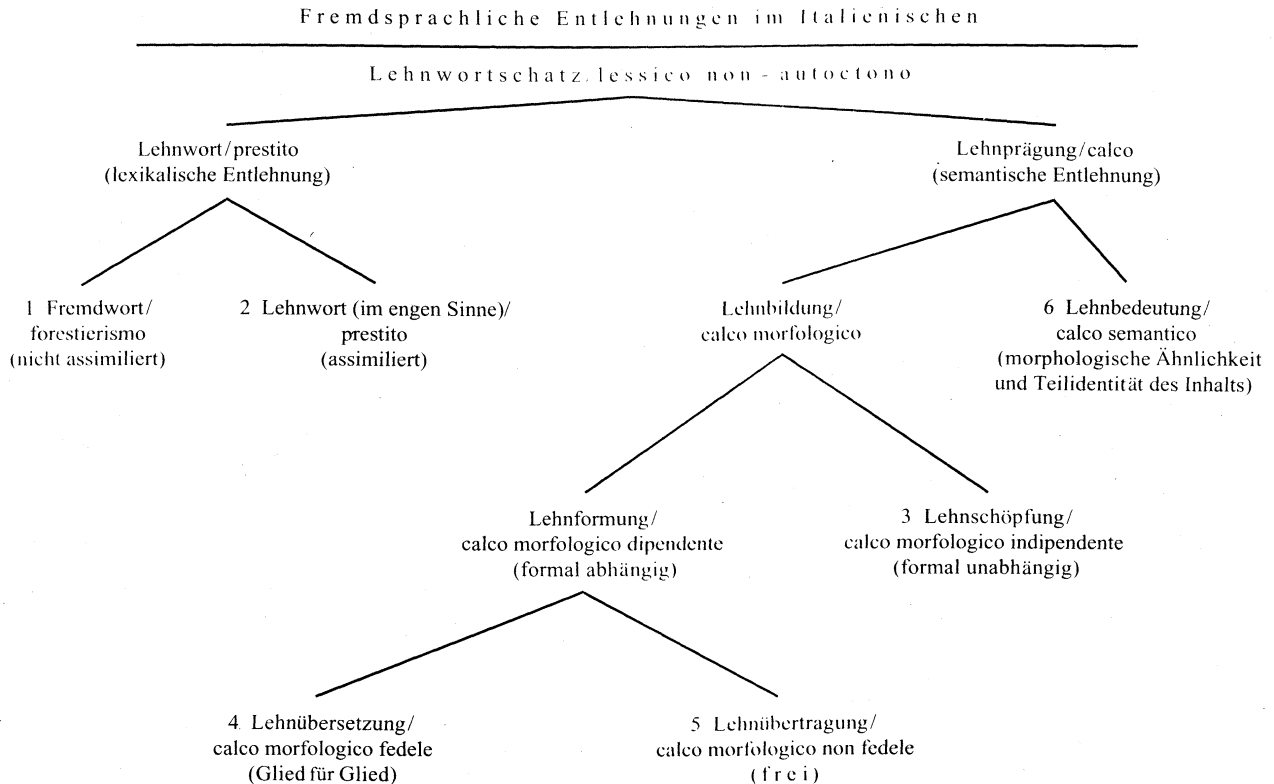 Fremdsprachliche Entlehnungen im Italienischen
Lehnwortschatz/lessico non-autoctono
Lehnwort/prestito
(lexikalische Entlehnung)
Lehnprägung/calco
(semantische Entlehnung)
1 Fremdwort/
forestierismo
(nicht assimiliert)
2 Lehnwort (im engen Sinne)/
prestito
(assimiliert)
Lehnbildung/
calco morfologico
6 Lehnbedeutung/
calco semantico
(morphologische Ähnlichkeit
und Teilidentität des Inhalts)
Lehnformung/
calco morfologico dipendente
(formal abhängig)
3 Lehnschöpfung/
calco morfologico indipendente
(formal unabhängig)
4 Lehnübersetzung/
calco morfologico fedele
(Glied für Glied)
5 Lehnübertragung/
calco morfologico non fedele
(frei)